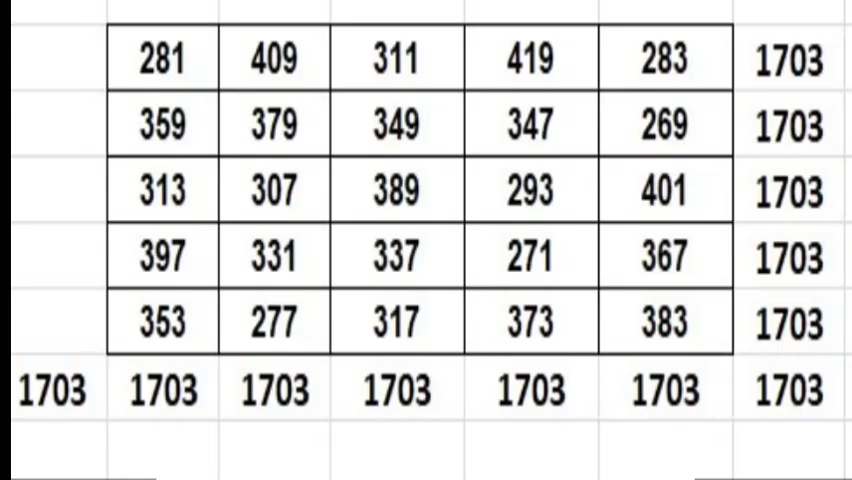 281 409 311 419 283 1703
359 379 349 347 269 1703
313 307 389 293 401 1703
397 331 337 271 367 1703
353 277 317 373 383 1703
1703 1703 1703 1703 1703 1703 1703